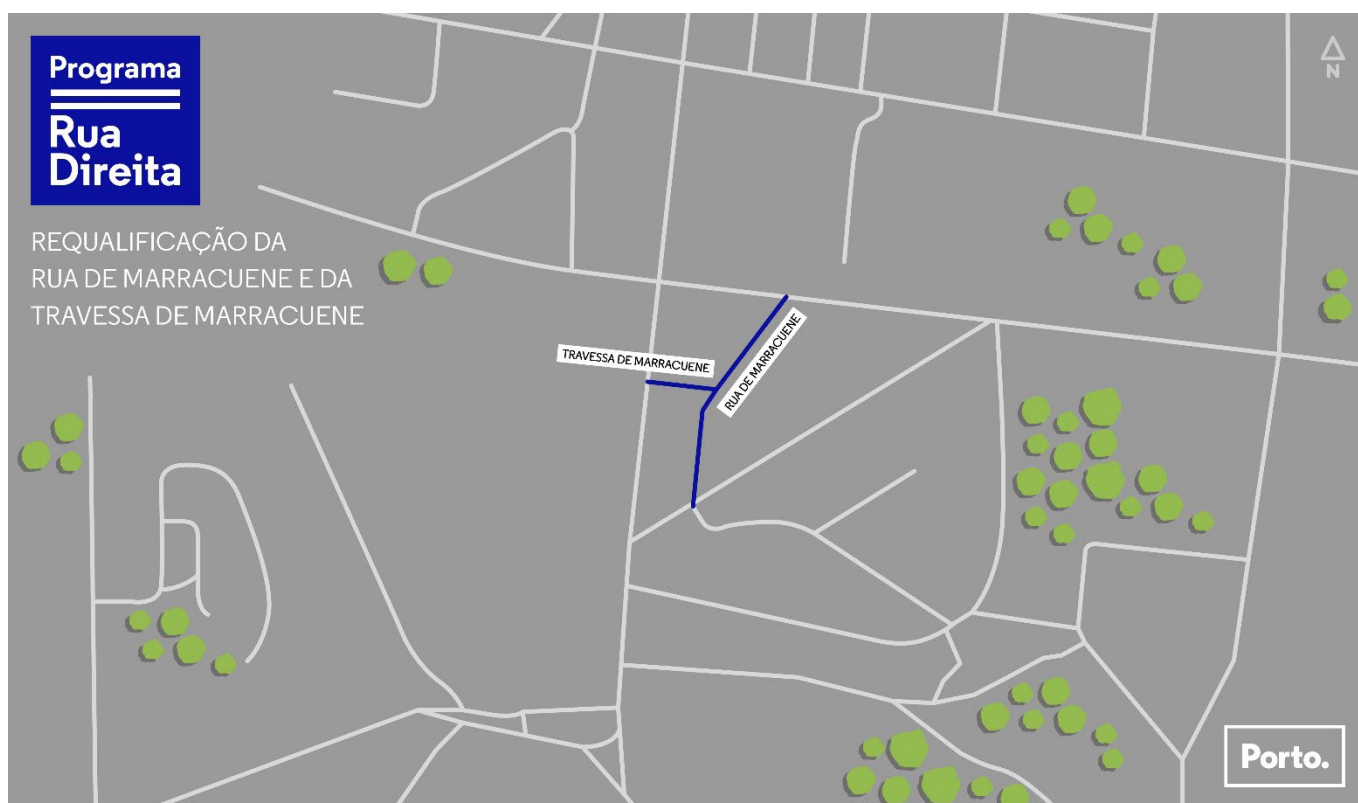 Programa
Rua
Direita
REQUALIFICAÇÃO DA
RUA DE MARRACUENE E DA
TRAVESSA DE MARRACUENE
N
TRAVESSA DE MARRACUENE
RUA DE MARRACUENE
Porto.